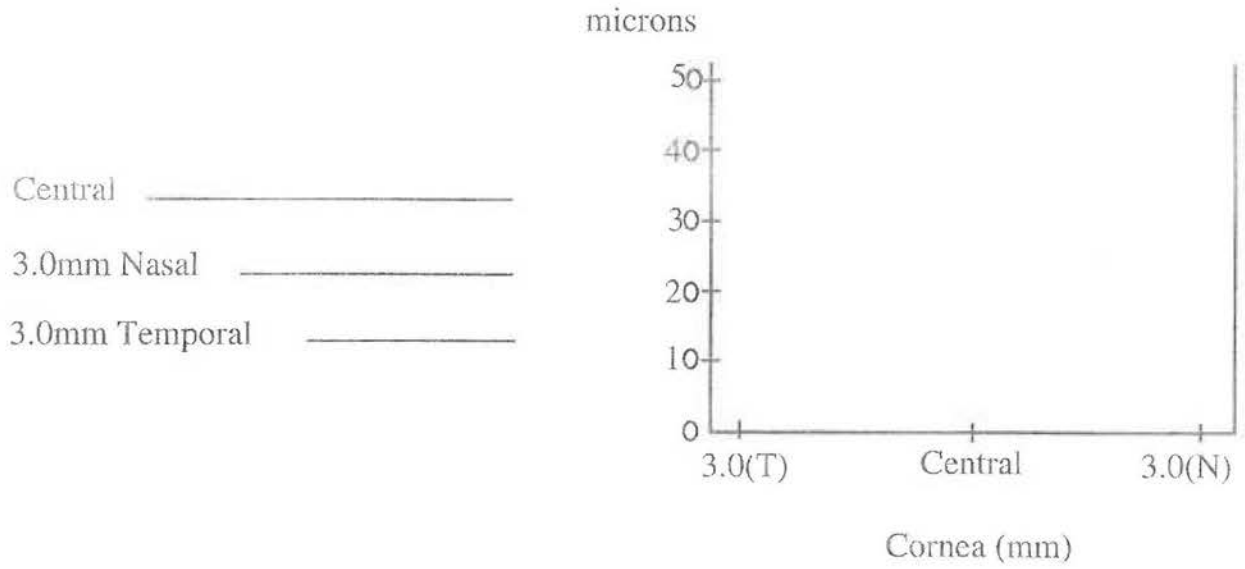 microns
50
40
Central
30
3.0mm Nasal
20
3.0mm Temporal
10
0
3.0(T) Central 3.0(N)
Cornea (mm)